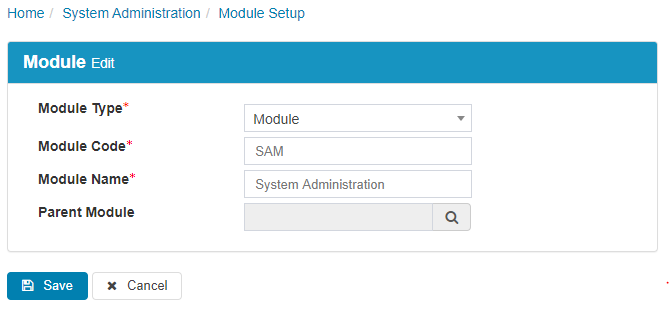 Home / System Administration / Module Setup
Module Edit
Module Type* Module
Module Code* SAM
Module Name* System Administration
Parent Module
Save Cancel